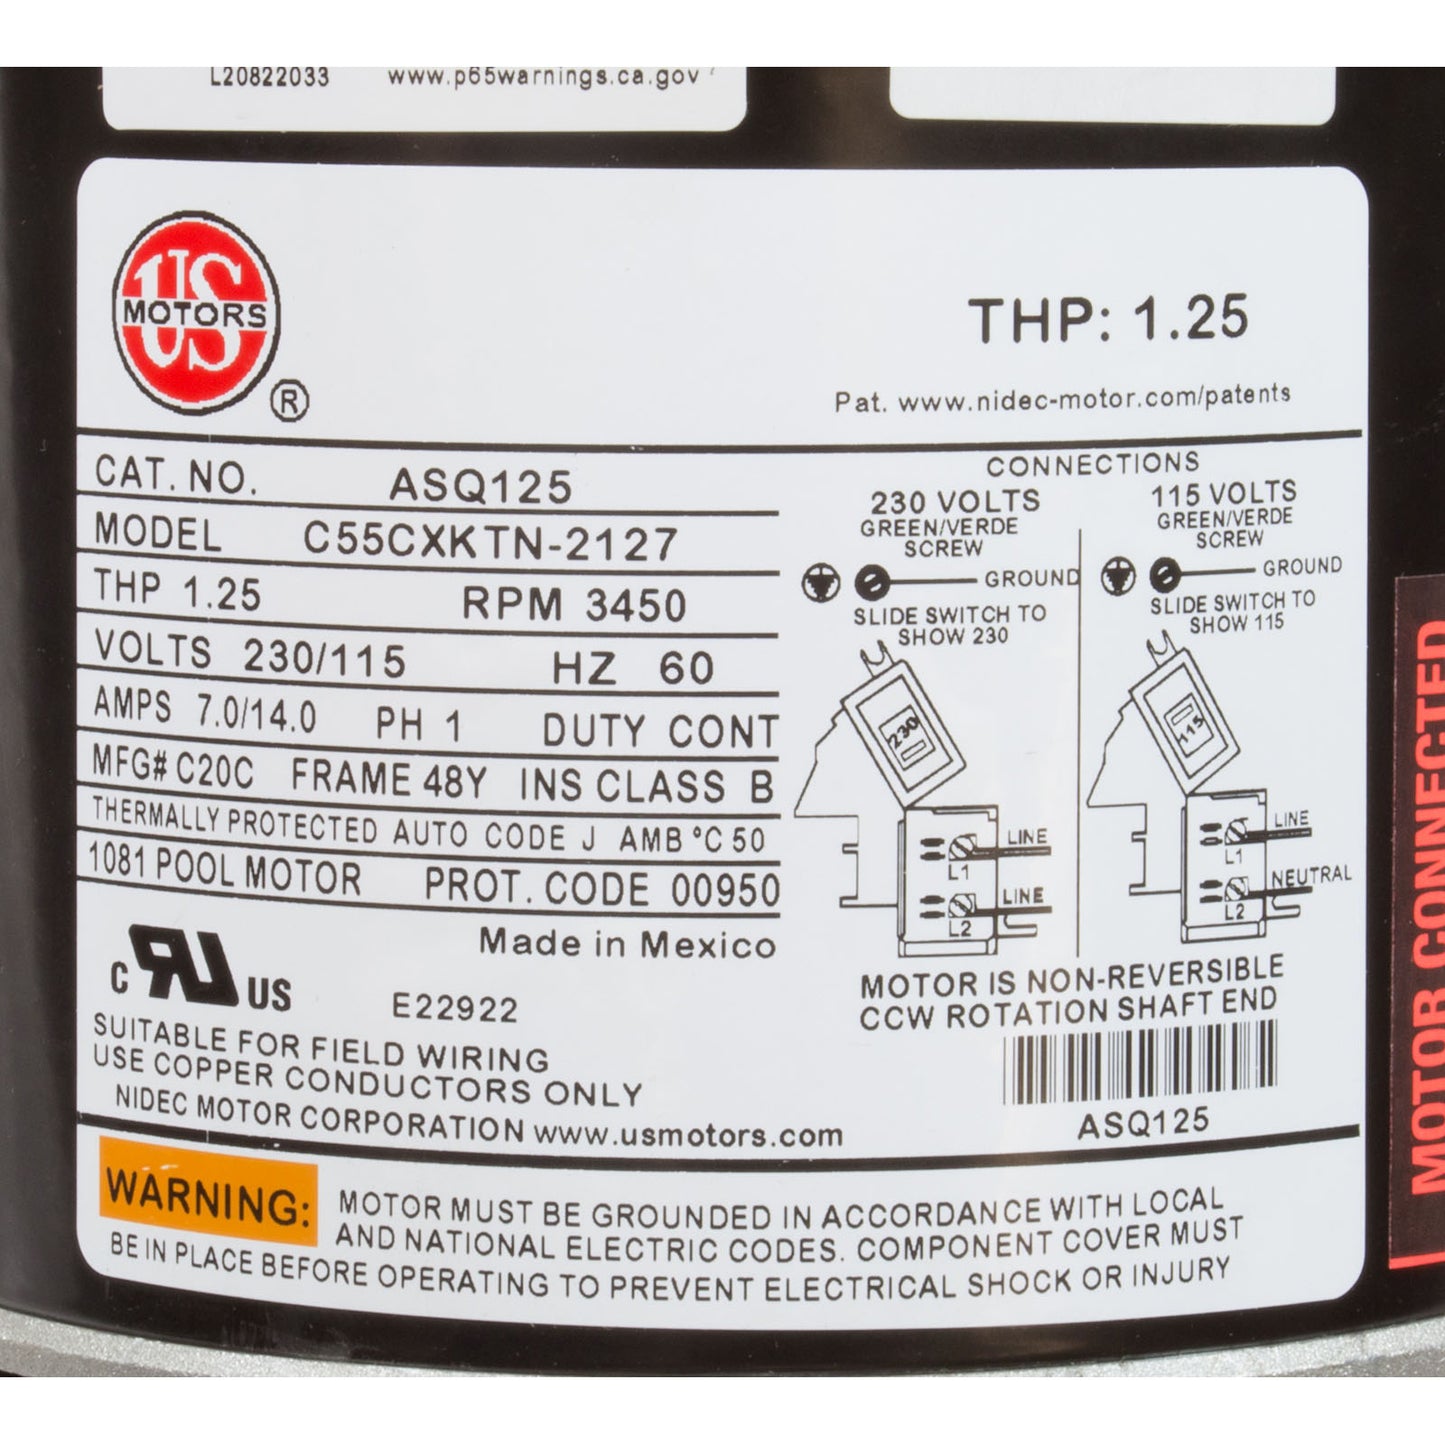 L20822033 www.p65warnings.ca.gov
US
MOTORS
®
THP: 1.25
Pat. www.nidec-motor.com/patents
CAT. NO. ASQ125
MODEL C55CXKTN-2127
THP 1.25 RPM 3450
VOLTS 230/115 HZ 60
AMPS 7.0/14.0 PH 1 DUTY CONT
MFG# C20C FRAME 48Y INS CLASS B
THERMALLY PROTECTED AUTO CODE J AMB °C 50
1081 POOL MOTOR PROT. CODE 00950
Made in Mexico
C RU US E22922
SUITABLE FOR FIELD WIRING
USE COPPER CONDUCTORS ONLY
NIDEC MOTOR CORPORATION www.usmotors.com
CONNECTIONS
230 VOLTS
GREEN/VERDE
SCREW
GROUND
SLIDE SWITCH TO
SHOW 230
230
LINE
L1
LINE
L2
115 VOLTS
GREEN/VERDE
SCREW
GROUND
SLIDE SWITCH TO
SHOW 115
115
LINE
L1
NEUTRAL
L2
MOTOR IS NON-REVERSIBLE
CCW ROTATION SHAFT END
ASQ125
WARNING: MOTOR MUST BE GROUNDED IN ACCORDANCE WITH LOCAL
AND NATIONAL ELECTRIC CODES. COMPONENT COVER MUST
BE IN PLACE BEFORE OPERATING TO PREVENT ELECTRICAL SHOCK OR INJURY
MOTOR CONNECTED